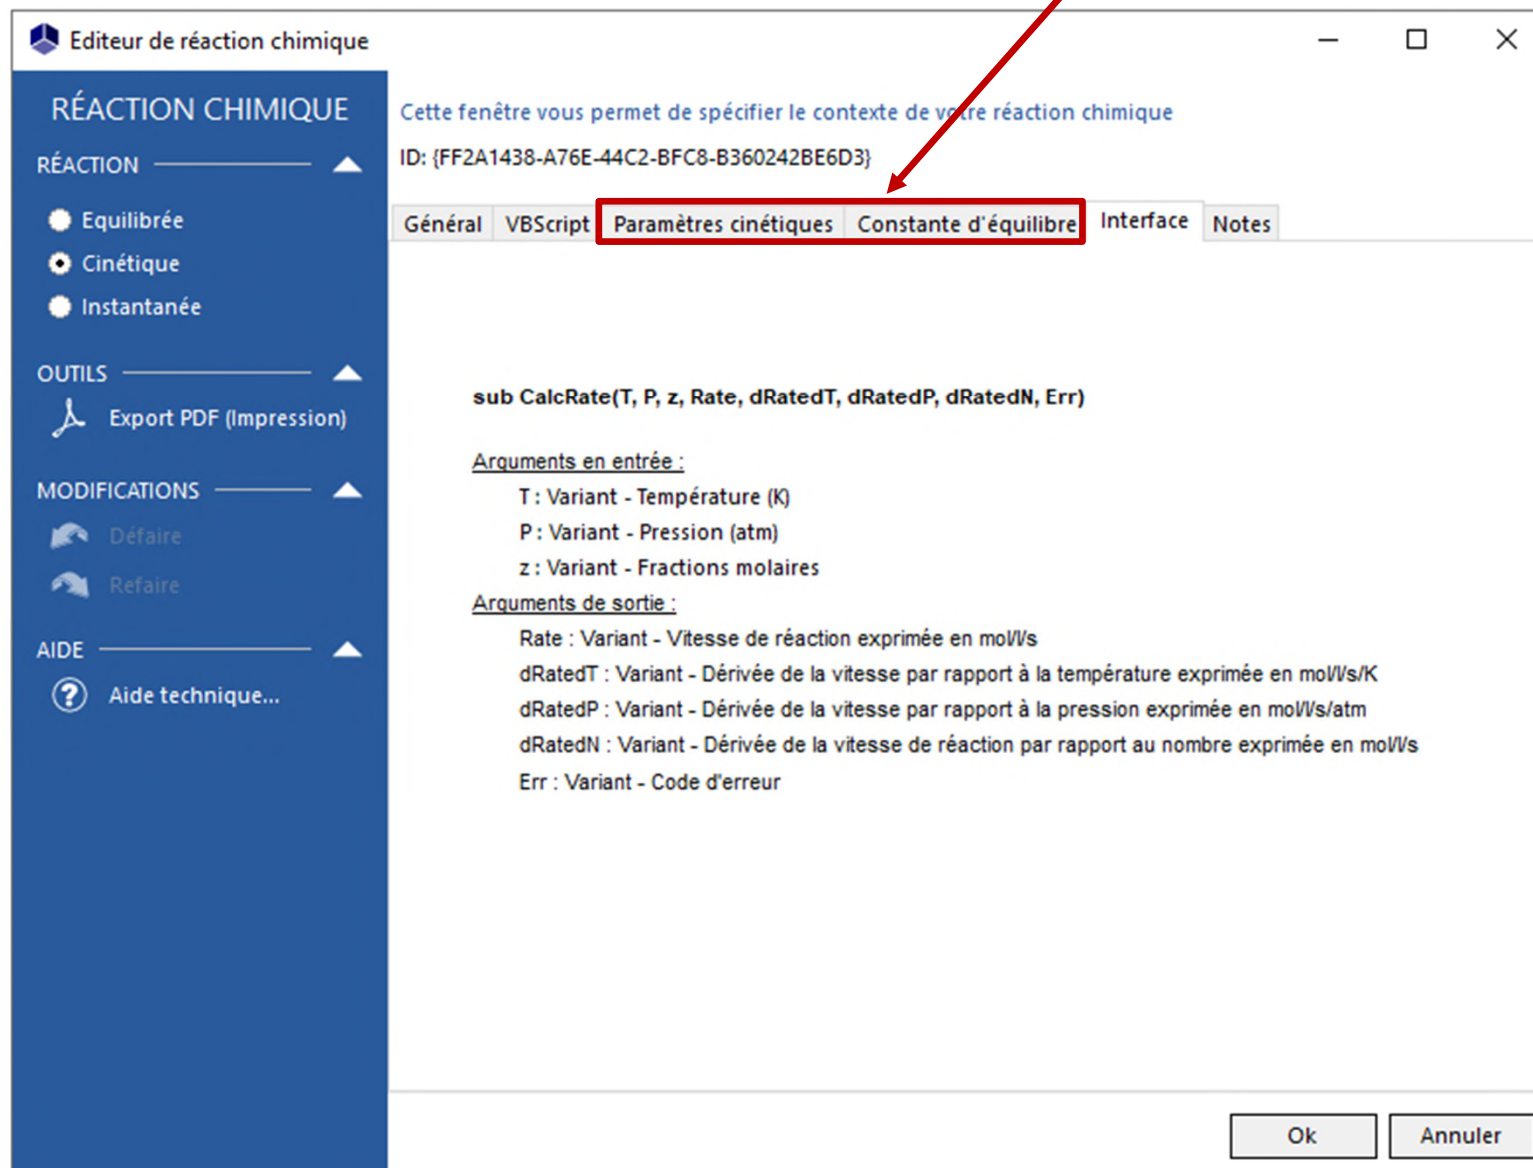 Editeur de réaction chimique
RÉACTION CHIMIQUE
RÉACTION
Equilibrée
Cinétique
Instantanée
OUTILS
Export PDF (Impression)
MODIFICATIONS
Défaire
Refaire
AIDE
Aide technique...
Cette fenêtre vous permet de spécifier le contexte de votre réaction chimique
ID: {FF2A1438-A76E-44C2-BFC8-B360242BE6D3}
Général VBScript Paramètres cinétiques Constante d'équilibre Interface Notes
sub CalcRate(T, P, z, Rate, dRatedT, dRatedP, dRatedN, Err)
Arguments en entrée :
T : Variant - Température (K)
P : Variant - Pression (atm)
z : Variant - Fractions molaires
Arguments de sortie :
Rate : Variant - Vitesse de réaction exprimée en mol/l/s
dRatedT : Variant - Dérivée de la vitesse par rapport à la température exprimée en mol/l/s/K
dRatedP : Variant - Dérivée de la vitesse par rapport à la pression exprimée en mol/l/s/atm
dRatedN : Variant - Dérivée de la vitesse de réaction par rapport au nombre exprimée en mol/l/s
Err : Variant - Code d'erreur
Ok Annuler